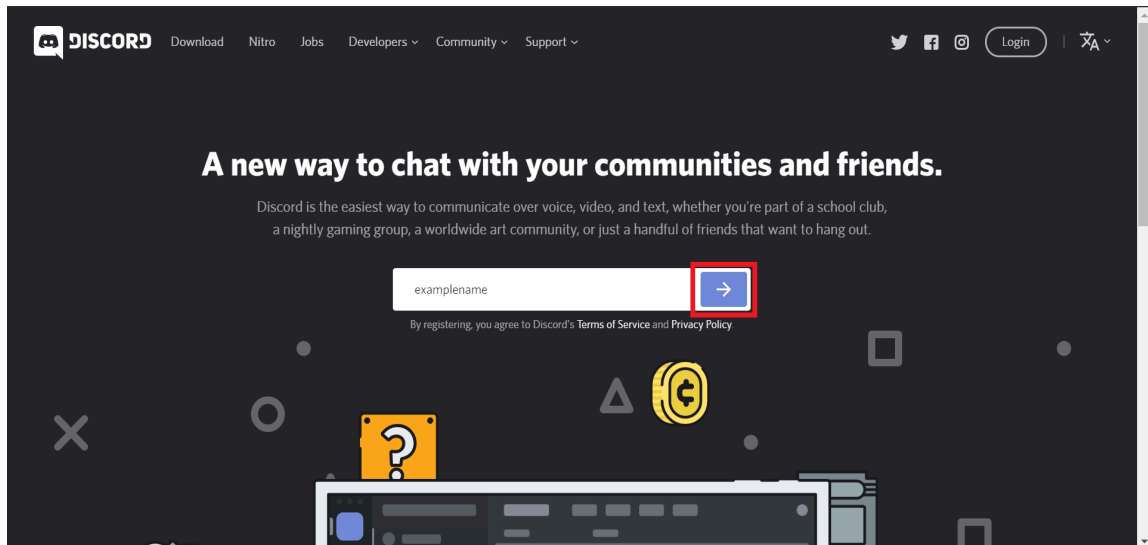 DISCORD Download Nitro Jobs Developers Community Support Login
A new way to chat with your communities and friends.
Discord is the easiest way to communicate over voice, video, and text, whether you're part of a school club,
a nightly gaming group, a worldwide art community, or just a handful of friends that want to hang out.
examplename
By registering, you agree to Discord's Terms of Service and Privacy Policy.